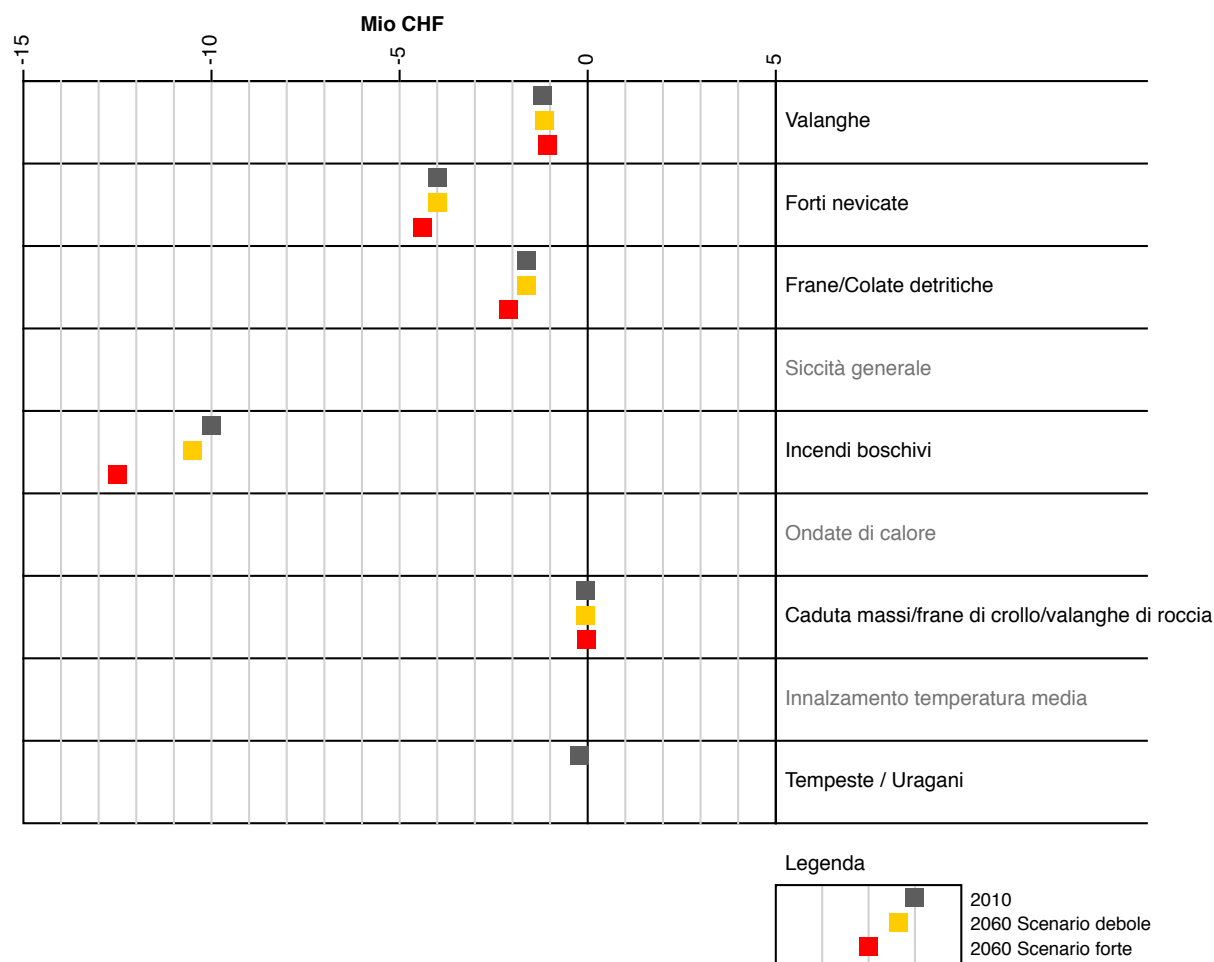 Mio CHF
-15
-10
-5
0
5
Valanghe
Forti nevicate
Frane/Colate detritiche
Siccità generale
Incendi boschivi
Ondate di calore
Caduta massi/frane di crollo/valanghe di roccia
Innalzamento temperatura media
Tempeste / Uragani
Legenda
2010
2060 Scenario debole
2060 Scenario forte